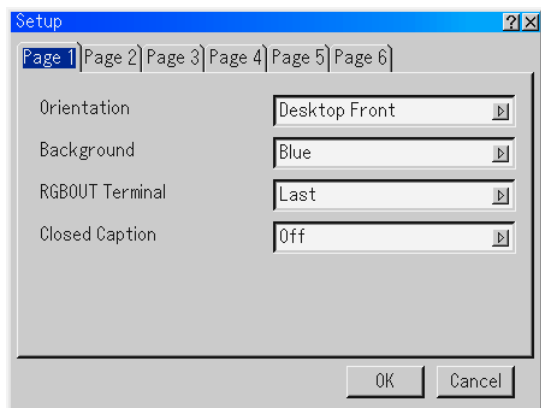 Setup
Page 1 Page 2 Page 3 Page 4 Page 5 Page 6
Orientation Desktop Front
Background Blue
RGBOUT Terminal Last
Closed Caption Off
OK Cancel